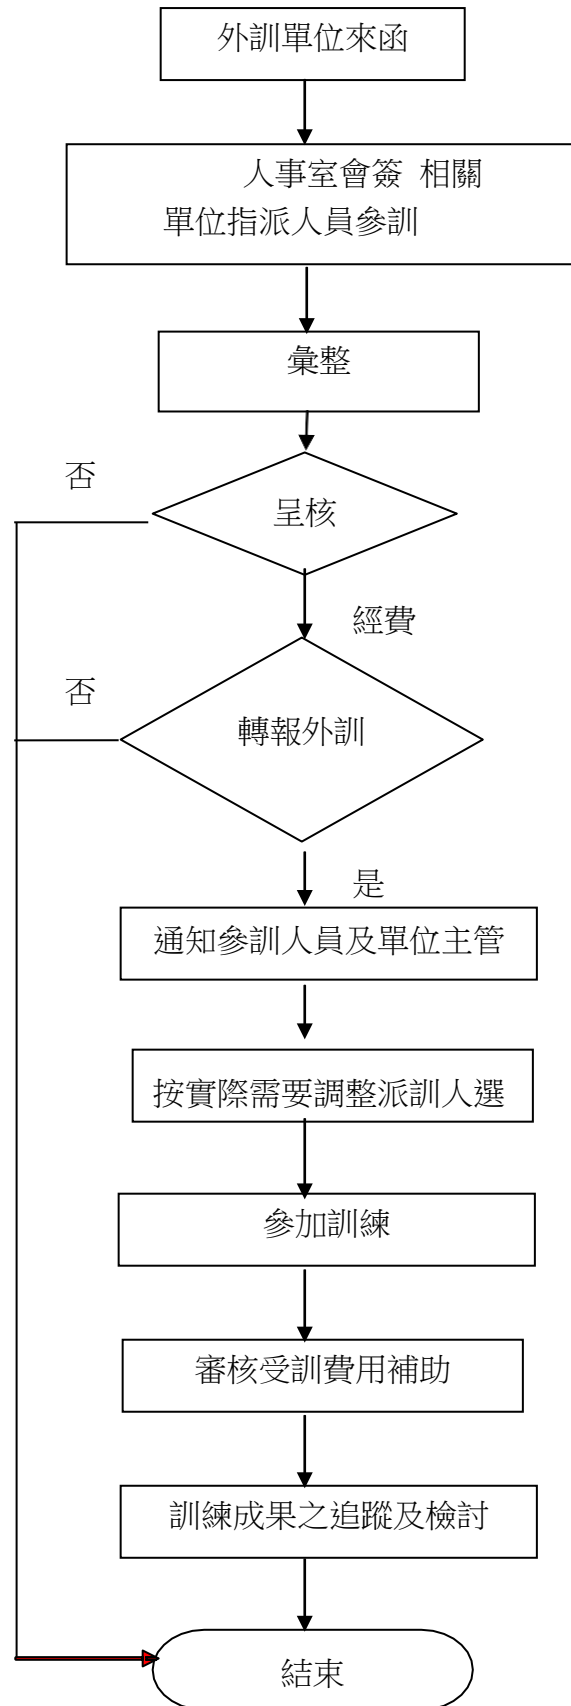 外訓單位來函
人事室會簽 相關
單位指派人員參訓
彙整
否
呈核
經費
否
轉報外訓
是
通知參訓人員及單位主管
按實際需要調整派訓人選
參加訓練
審核受訓費用補助
訓練成果之追蹤及檢討
結束